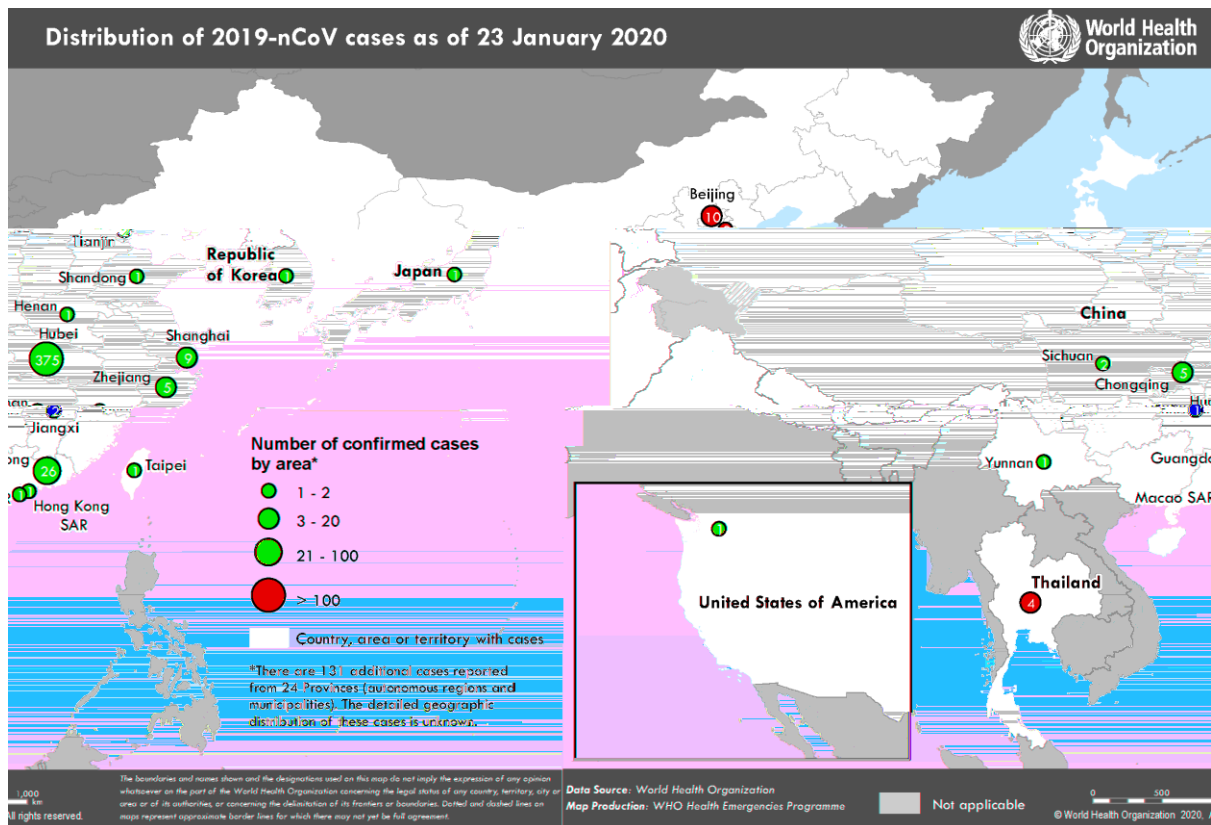 Distribution of 2019-nCoV cases as of 23 January 2020
World Health
Organization
Beijing
10
Tianjin
Republic
of Korea
1
Japan
1
Shandong
1
Henan
1
China
Hubei
375
Shanghai
9
Sichuan
2
Chongqing
5
Zhejiang
5
2
Jiangxi
1
26
Taipei
1
Yunnan
1
1
1
Hong Kong
SAR
Macao SAR
Number of confirmed cases
by area*
1 - 2
3 - 20
21 - 100
> 100
Country, area or territory with cases
*There are 131 additional cases reported
from 24 Provinces (autonomous regions and
municipalities). The detailed geographic
distribution of these cases is unknown.
1
United States of America
Thailand
4
The boundaries and names shown and the designations used on this map do not imply the expression of any opinion
whatsoever on the part of the World Health Organization concerning the legal status of any country, territory, city or
area or of its authorities, or concerning the delimitation of its frontiers or boundaries. Dotted and dashed lines on
maps represent approximate border lines for which there may not yet be full agreement.
1,000
km
All rights reserved.
Data Source: World Health Organization
Map Production: WHO Health Emergencies Programme
Not applicable
0 500
© World Health Organization 2020,